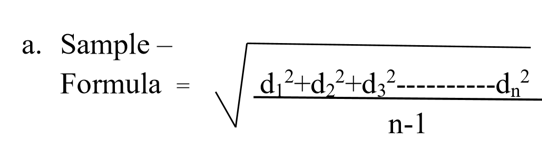 a. Sample –
Formula = √
d₁²+d₂²+d₃²-----------dₙ²
n-1